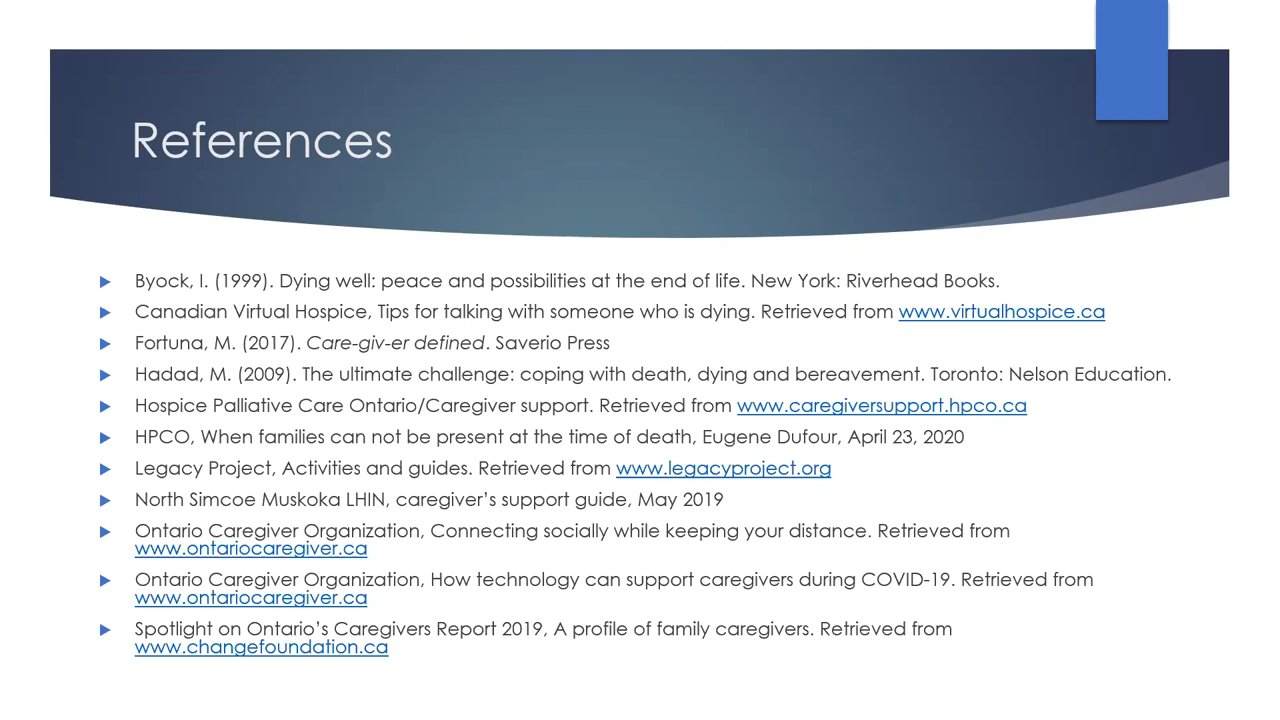 References
Byock, I. (1999). Dying well: peace and possibilities at the end of life. New York: Riverhead Books.
Canadian Virtual Hospice, Tips for talking with someone who is dying. Retrieved from www.virtualhospice.ca
Fortuna, M. (2017). Care-giv-er defined. Saverio Press
Hadad, M. (2009). The ultimate challenge: coping with death, dying and bereavement. Toronto: Nelson Education.
Hospice Palliative Care Ontario/Caregiver support. Retrieved from www.caregiversupport.hpco.ca
HPCO, When families can not be present at the time of death, Eugene Dufour, April 23, 2020
Legacy Project, Activities and guides. Retrieved from www.legacyproject.org
North Simcoe Muskoka LHIN, caregiver’s support guide, May 2019
Ontario Caregiver Organization, Connecting socially while keeping your distance. Retrieved from
www.ontariocaregiver.ca
Ontario Caregiver Organization, How technology can support caregivers during COVID-19. Retrieved from
www.ontariocaregiver.ca
Spotlight on Ontario’s Caregivers Report 2019, A profile of family caregivers. Retrieved from
www.changefoundation.ca